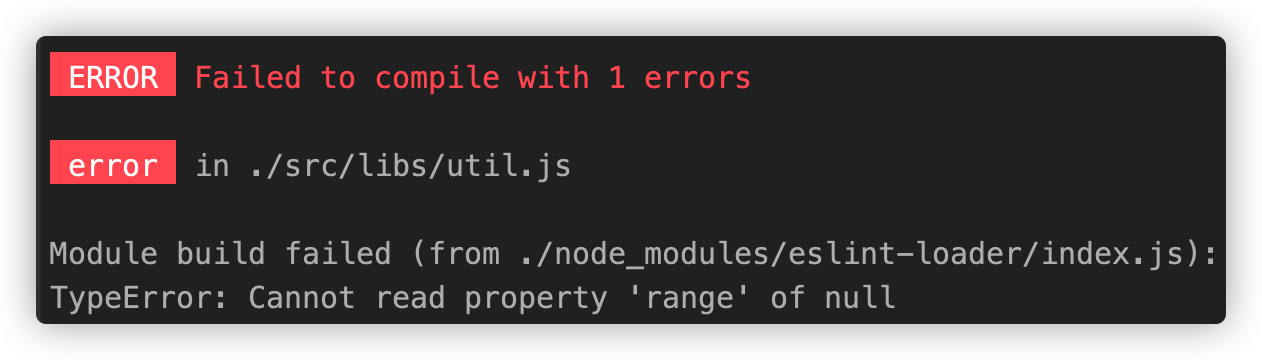 ERROR Failed to compile with 1 errors
error in ./src/libs/util.js
Module build failed (from ./node_modules/eslint-loader/index.js):
TypeError: Cannot read property 'range' of null